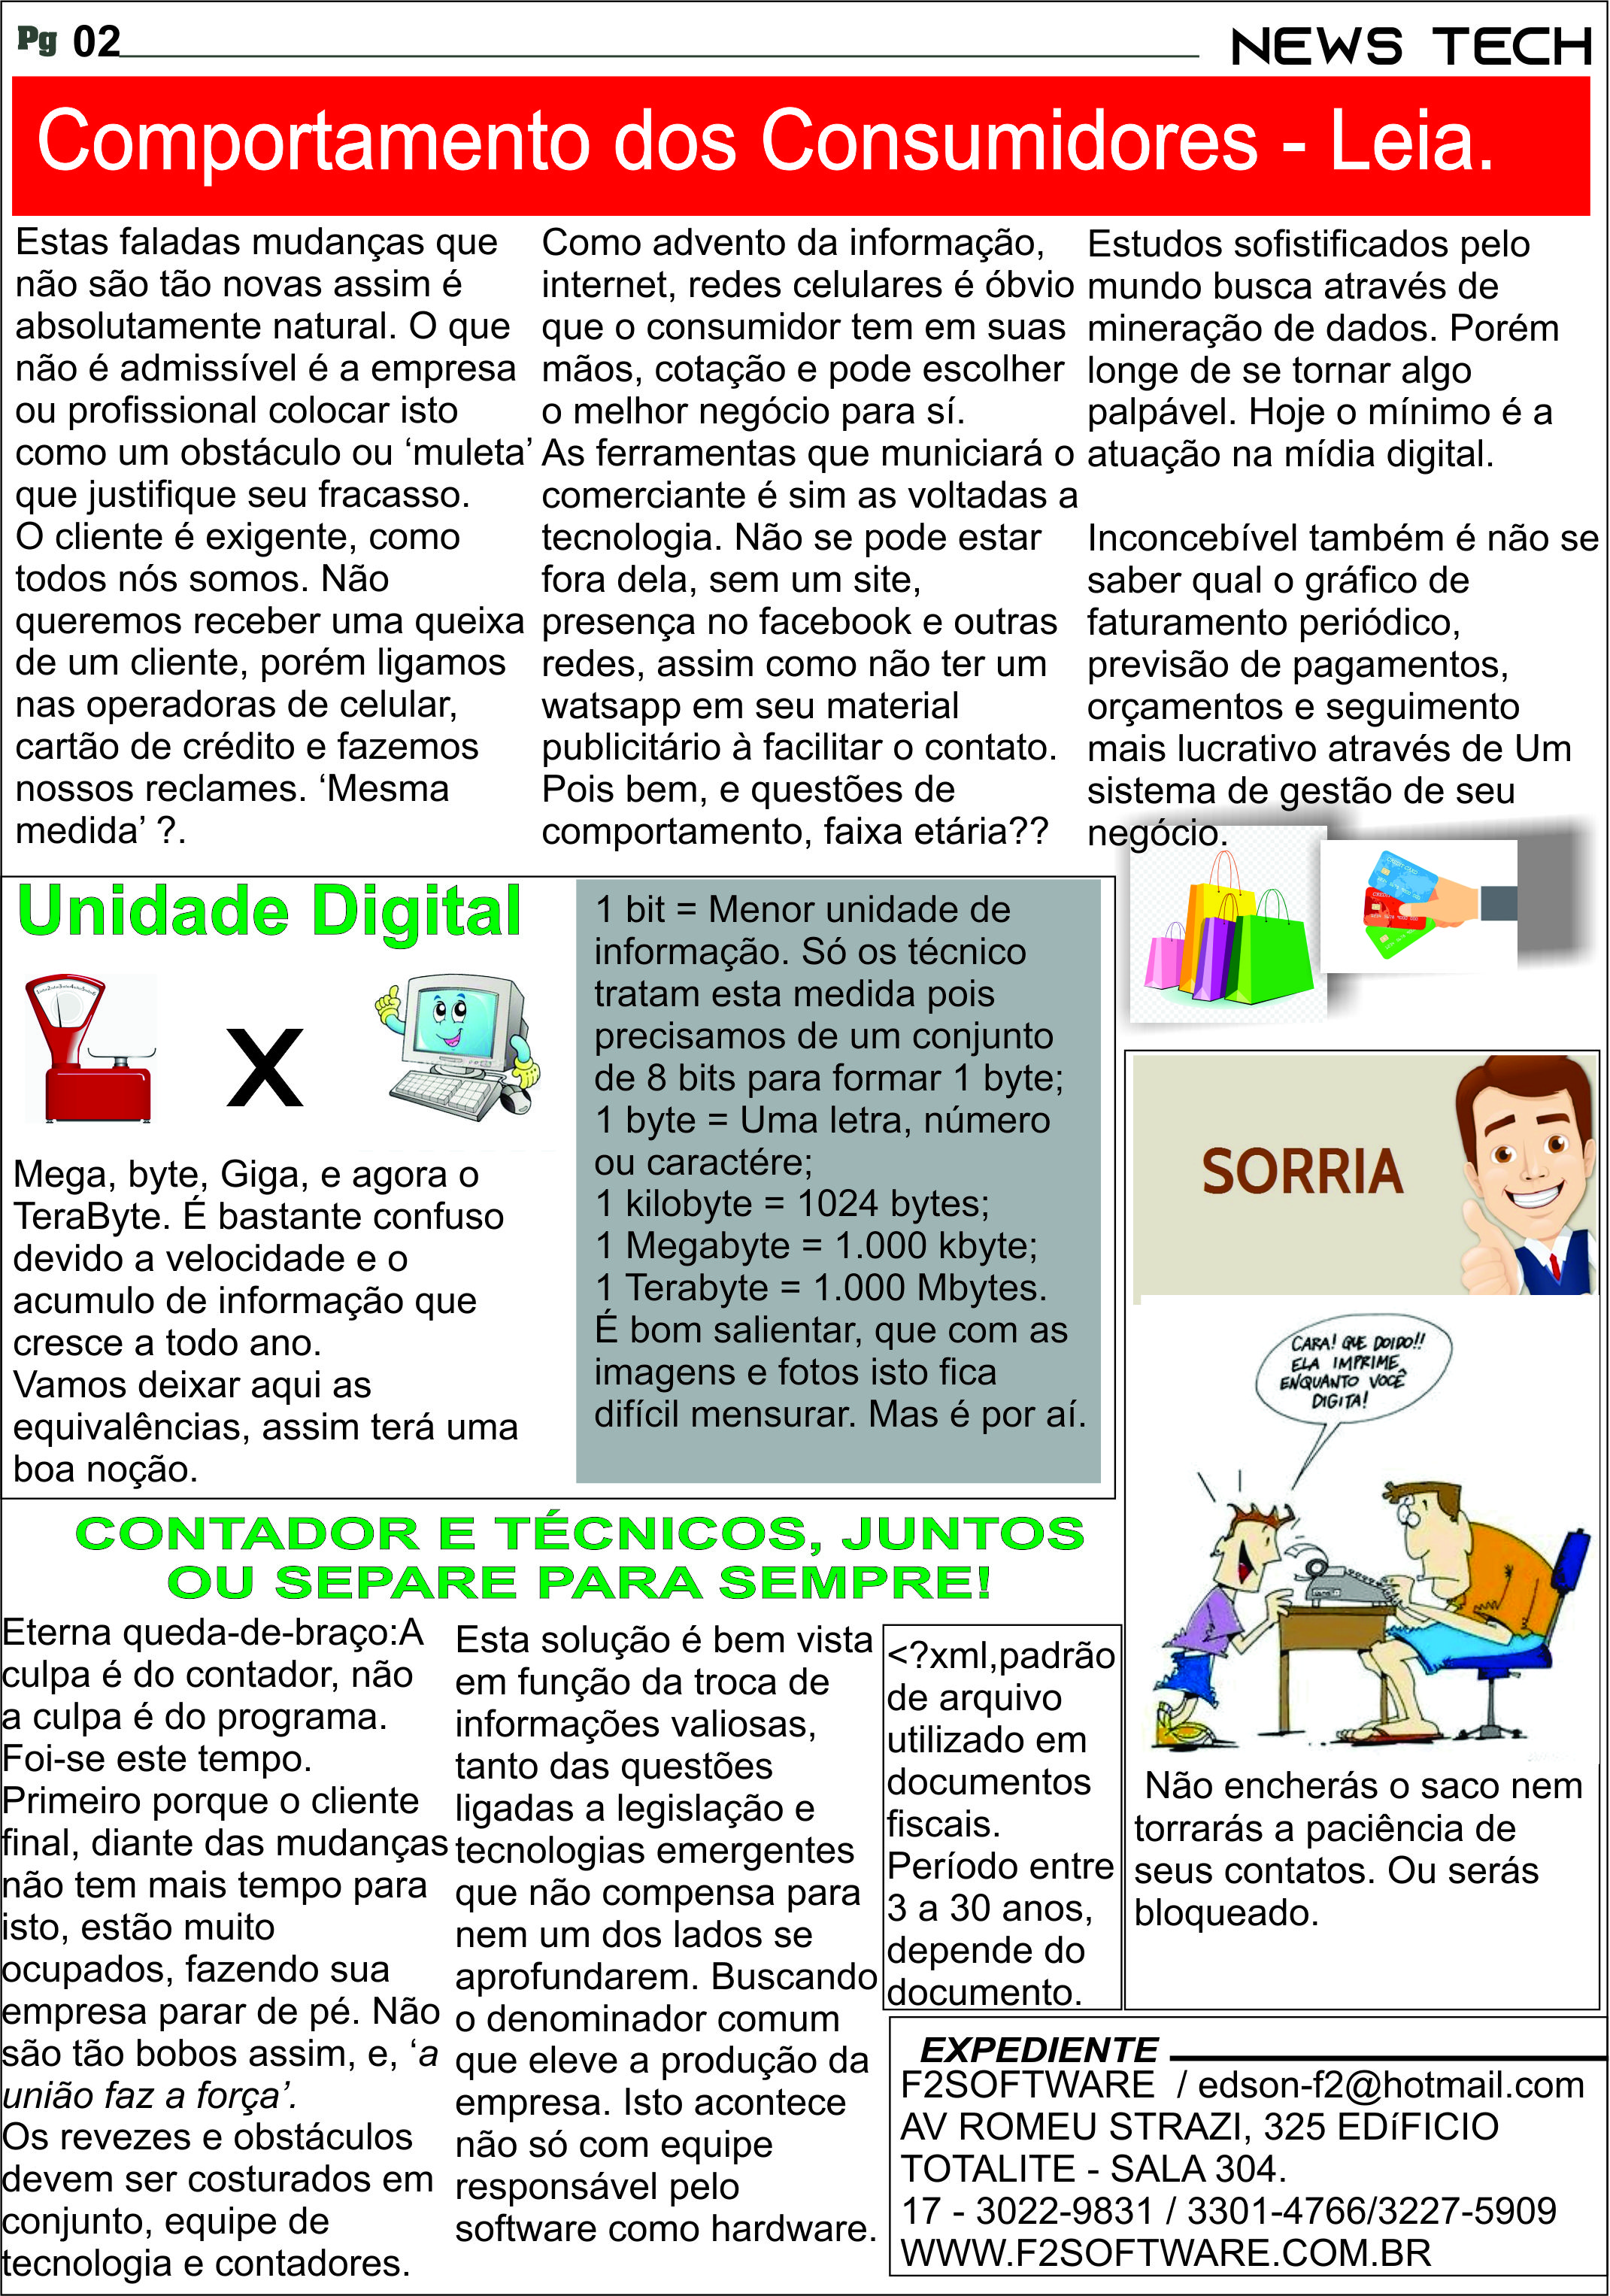 Pg 02
NEWS TECH
Comportamento dos Consumidores - Leia.
Estas faladas mudanças que
não são tão novas assim é
absolutamente natural. O que
não é admissível é a empresa
ou profissional colocar isto
como um obstáculo ou ‘muleta’
que justifique seu fracasso.
O cliente é exigente, como
todos nós somos. Não
queremos receber uma queixa
de um cliente, porém ligamos
nas operadoras de celular,
cartão de crédito e fazemos
nossos reclames. ‘Mesma
medida’ ?.
Como advento da informação,
internet, redes celulares é óbvio
que o consumidor tem em suas
mãos, cotação e pode escolher
o melhor negócio para sí.
As ferramentas que municiará o
comerciante é sim as voltadas a
tecnologia. Não se pode estar
fora dela, sem um site,
presença no facebook e outras
redes, assim como não ter um
watsapp em seu material
publicitário à facilitar o contato.
Pois bem, e questões de
comportamento, faixa etária??
Estudos sofistificados pelo
mundo busca através de
mineração de dados. Porém
longe de se tornar algo
palpável. Hoje o mínimo é a
atuação na mídia digital.
Inconcebível também é não se
saber qual o gráfico de
faturamento periódico,
previsão de pagamentos,
orçamentos e seguimento
mais lucrativo através de Um
sistema de gestão de seu
negócio.
Unidade Digital
X
Mega, byte, Giga, e agora o
TeraByte. É bastante confuso
devido a velocidade e o
acumulo de informação que
cresce a todo ano.
Vamos deixar aqui as
equivalências, assim terá uma
boa noção.
1 bit = Menor unidade de
informação. Só os técnico
tratam esta medida pois
precisamos de um conjunto
de 8 bits para formar 1 byte;
1 byte = Uma letra, número
ou caractére;
1 kilobyte = 1024 bytes;
1 Megabyte = 1.000 kbyte;
1 Terabyte = 1.000 Mbytes.
É bom salientar, que com as
imagens e fotos isto fica
difícil mensurar. Mas é por aí.
SORRIA
CARA! QUE DOIDO!!
ELA IMPRIME
ENQUANTO VOCÊ
DIGITA!
Não encherás o saco nem
torrarás a paciência de
seus contatos. Ou serás
bloqueado.
CONTADOR E TÉCNICOS, JUNTOS
OU SEPARE PARA SEMPRE!
Eterna queda-de-braço:A
culpa é do contador, não
a culpa é do programa.
Foi-se este tempo.
Primeiro porque o cliente
final, diante das mudanças
não tem mais tempo para
isto, estão muito
ocupados, fazendo sua
empresa parar de pé. Não
são tão bobos assim, e, ‘a
união faz a força’.
Os revezes e obstáculos
devem ser costurados em
conjunto, equipe de
tecnologia e contadores.
Esta solução é bem vista
em função da troca de
informações valiosas,
tanto das questões
ligadas a legislação e
tecnologias emergentes
que não compensa para
nem um dos lados se
aprofundarem. Buscando
o denominador comum
que eleve a produção da
empresa. Isto acontece
não só com equipe
responsável pelo
software como hardware.
<?xml,padrão
de arquivo
utilizado em
documentos
fiscais.
Período entre
3 a 30 anos,
depende do
documento.
EXPEDIENTE
F2SOFTWARE / edson-f2@hotmail.com
AV ROMEU STRAZI, 325 EDíFICIO
TOTALITE - SALA 304.
17 - 3022-9831 / 3301-4766/3227-5909
WWW.F2SOFTWARE.COM.BR